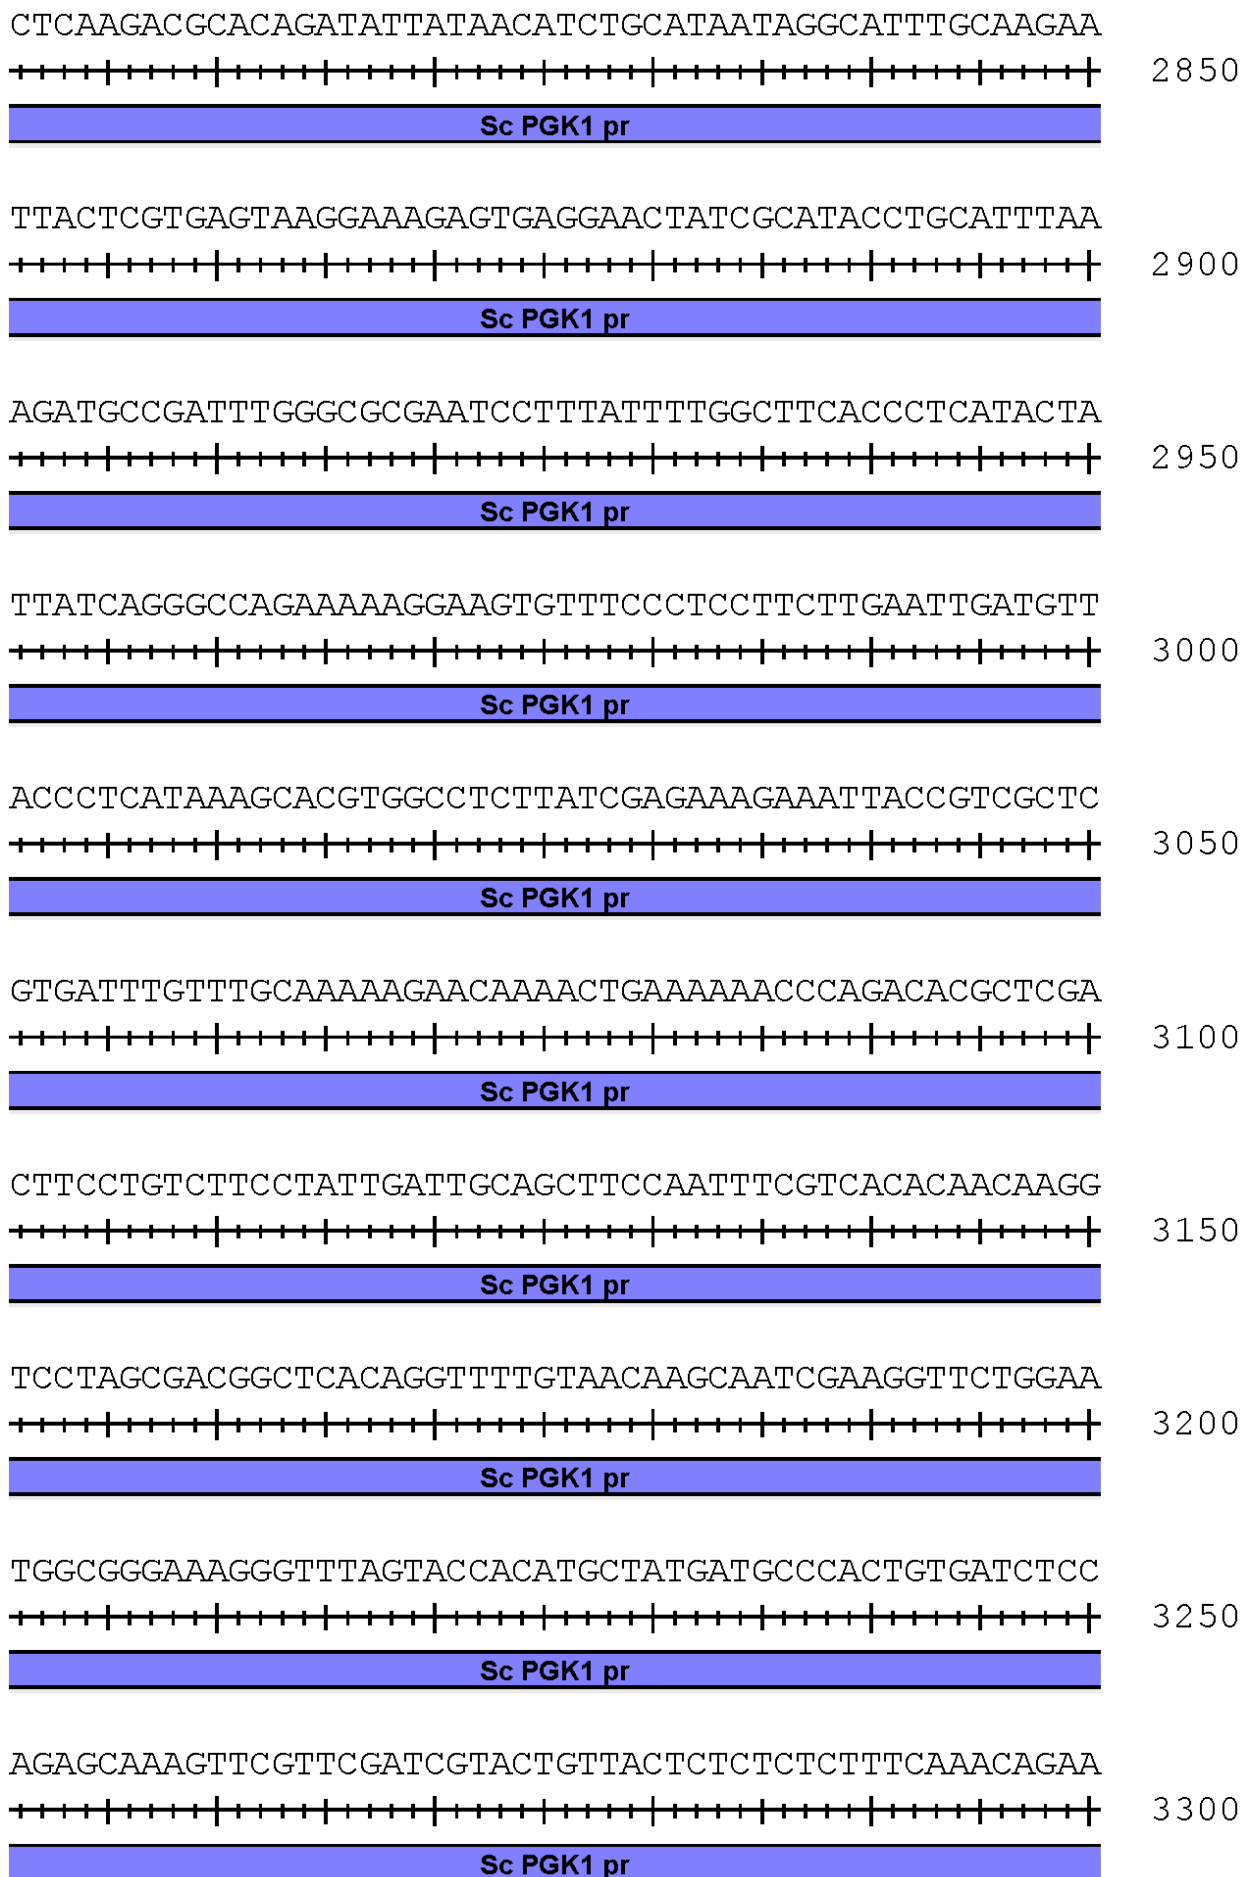 CTCAAGACGCACAGATATTATAACATCTGCATAATAGGCATTTGCAAGAA
2850
Sc PGK1 pr
TTACTCGTGAGTAAGGAAAGAGTGAGGAACTATCGCATACCTGCATTTAA
2900
Sc PGK1 pr
AGATGCCGATTTGGGCGCGAATCCTTTATTTTGGCTTCACCCTCATACTA
2950
Sc PGK1 pr
TTATCAGGGCCAGAAAAAGGAAGTGTTTCCCTCCTTCTTGAATTGATGTT
3000
Sc PGK1 pr
ACCCTCATAAAGCACGTGGCCTCTTATCGAGAAAGAAATTACCGTCGCTC
3050
Sc PGK1 pr
GTGATTTGTTTGCAAAAAGAACAAAACTGAAAAAACCCAGACACGCTCGA
3100
Sc PGK1 pr
CTTCCTGTCTTCCTATTGATTGCAGCTTCCAATTTCGTCACACAACAAGG
3150
Sc PGK1 pr
TCCTAGCGACGGCTCACAGGTTTTGTAACAAGCAATCGAAGGTTCTGGAA
3200
Sc PGK1 pr
TGGCGGGAAAGGGTTTAGTACCACATGCTATGATGCCCACTGTGATCTCC
3250
Sc PGK1 pr
AGAGCAAAGTTCGTTCGATCGTACTGTTACTCTCTCTCTTTCAAACAGAA
3300
Sc PGK1 pr